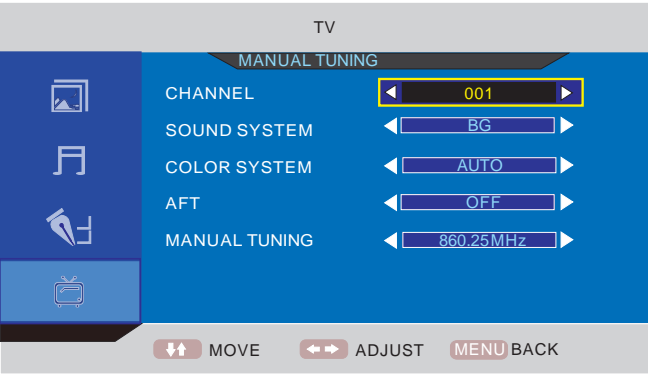 TV
MANUAL TUNING
CHANNEL 001
SOUND SYSTEM BG
COLOR SYSTEM AUTO
AFT OFF
MANUAL TUNING 860.25MHz
MOVE ADJUST MENU BACK